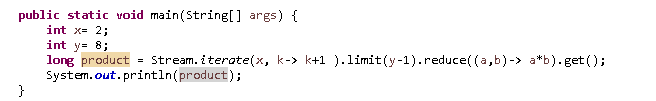 public static void main(String[] args) {
int x= 2;
int y= 8;
long product = Stream.iterate(x, k-> k+1 ).limit(y-1).reduce((a,b)-> a*b).get();
System.out.println(product);
}